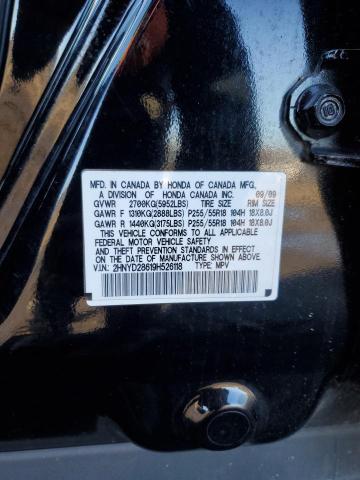 MFD. IN CANADA BY HONDA OF CANADA MFG.,
A DIVISION OF HONDA CANADA INC. 09/09
GVWR 2700KG(5952LBS) TIRE SIZE RIM SIZE
GAWR F 1310KG(2888LBS) P255/55R18 104H 18X8.0J
GAWR R 1440KG(3175LBS) P255/55R18 104H 18X8.0J
THIS VEHICLE CONFORMS TO ALL APPLICABLE
FEDERAL MOTOR VEHICLE SAFETY
AND THEFT PREVENTION STANDARDS IN EFFECT
ON THE DATE OF MANUFACTURE SHOWN ABOVE.
V.I.N: 2HNYD28619H526118 TYPE: MPV